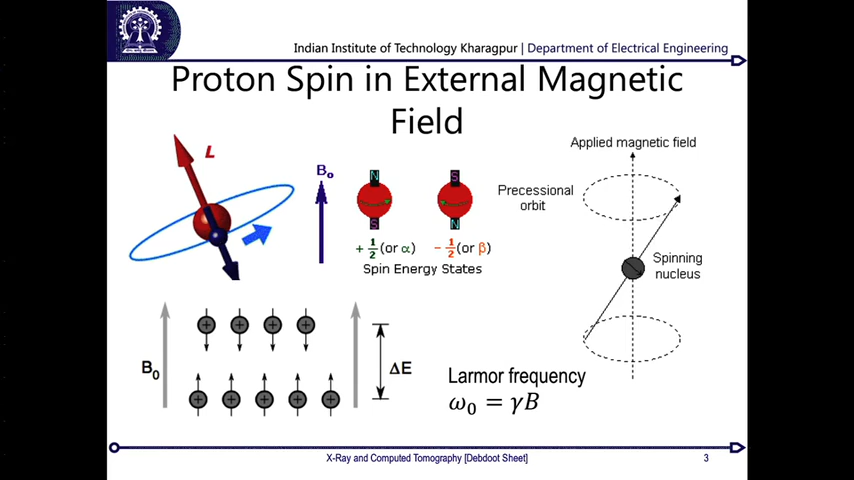 Indian Institute of Technology Kharagpur | Department of Electrical Engineering
Proton Spin in External Magnetic
Field
L
B₀
N
S
S
N
+ 1/2 (or α)
- 1/2 (or β)
Spin Energy States
Applied magnetic field
Precessional
orbit
Spinning
nucleus
B₀
ΔE
Larmor frequency
ω₀ = γB
X-Ray and Computed Tomography [Debdoot Sheet]
3